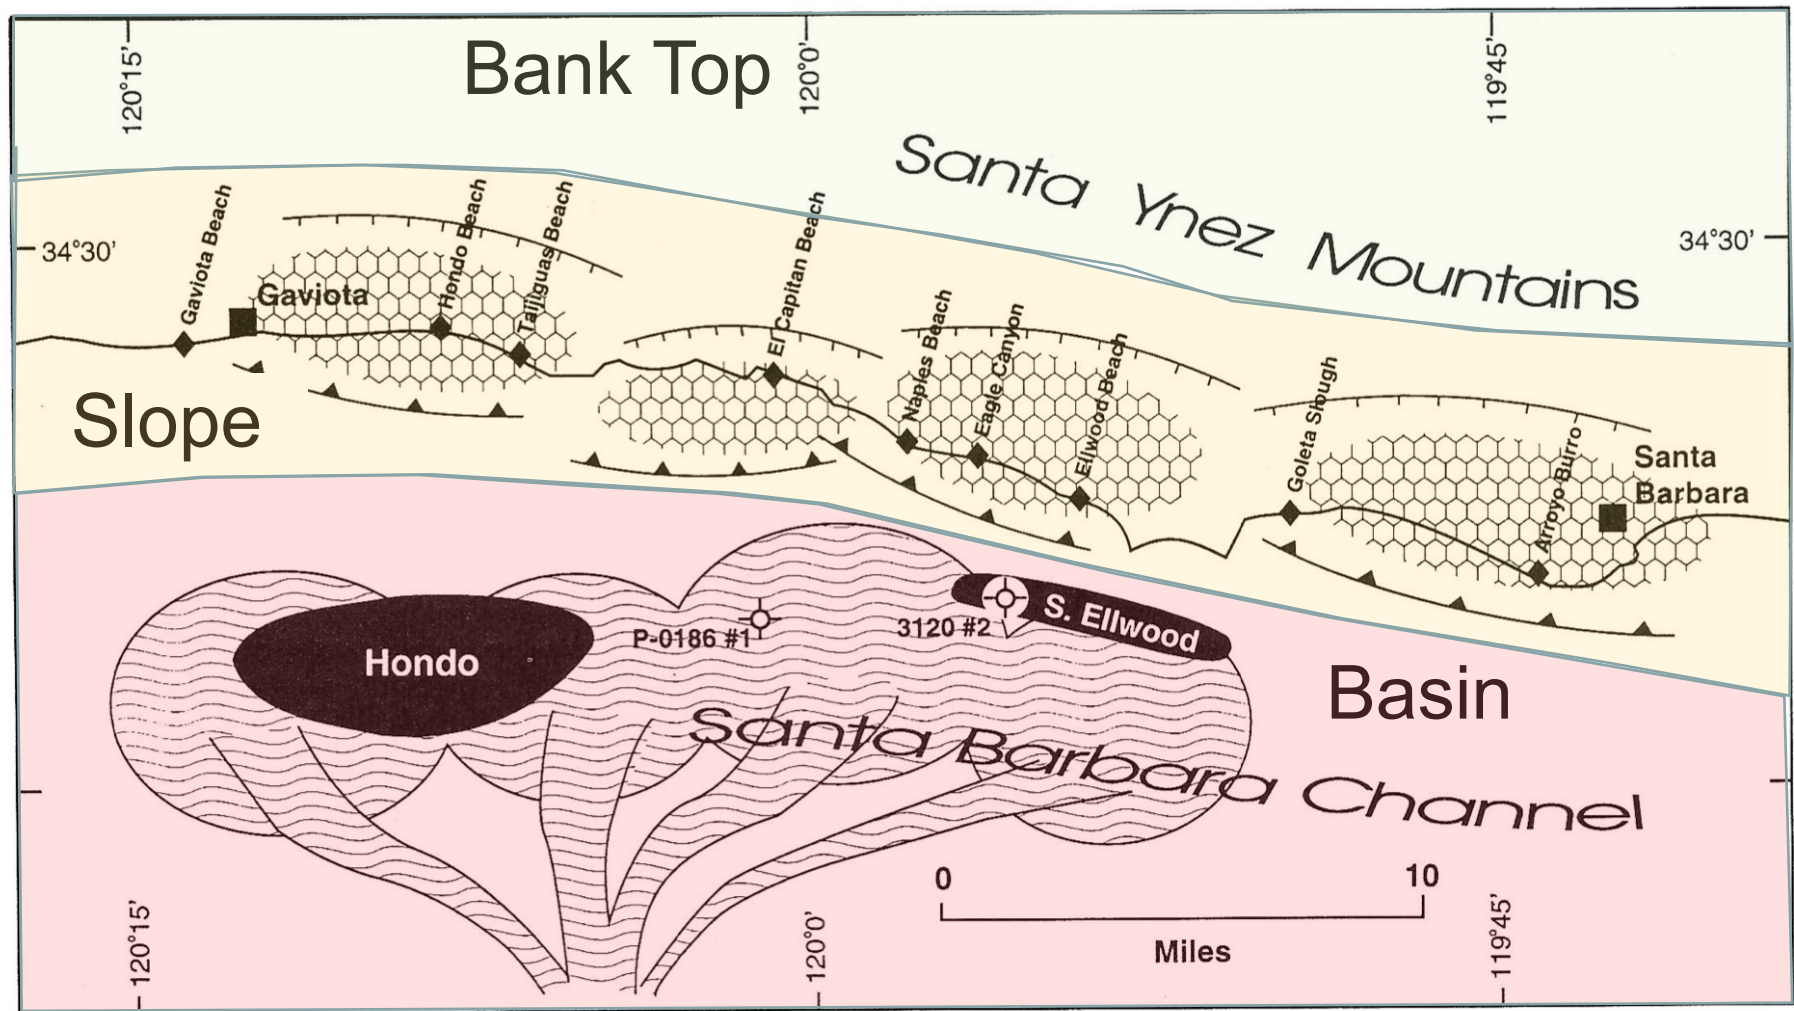 120°15'
Bank Top
120°0'
119°45'
Santa Ynez Mountains
34°30'
34°30'
Gaviota Beach
Hondo Beach
Tajiguas Beach
El Capitan Beach
Gaviota
Naples Beach
Eagle Canyon
Ellwood Beach
Goleta Slough
Arroyo Burro
Santa
Barbara
Slope
P-0186 #1
3120 #2
S. Ellwood
Hondo
Basin
Santa Barbara Channel
0
10
Miles
120°15'
120°0'
119°45'